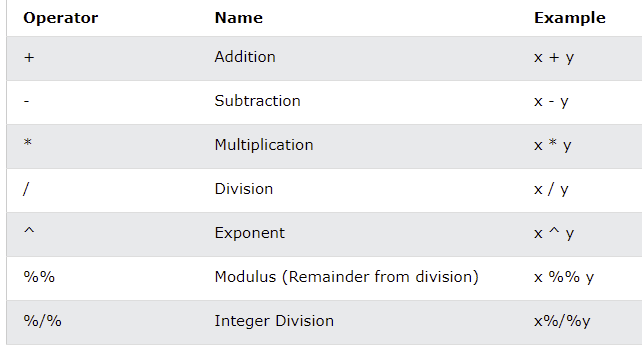 Operator Name Example
+ Addition x + y
- Subtraction x - y
* Multiplication x * y
/ Division x / y
^ Exponent x ^ y
%% Modulus (Remainder from division) x %% y
%/% Integer Division x%/%y